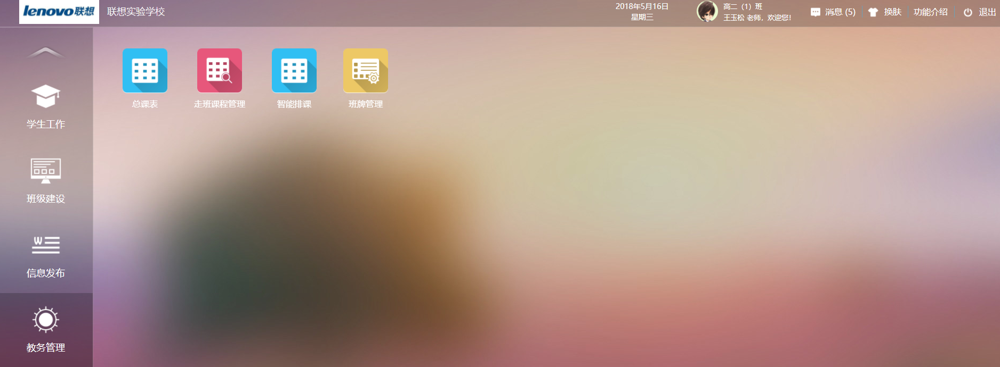 lenovo联想
联想实验学校
2018年5月16日
星期三
高二（1）班
王玉松 老师，欢迎您！
消息 (5)
换肤
功能介绍
退出
总课表
走班课程管理
智能排课
班牌管理
学生工作
班级建设
W
信息发布
教务管理